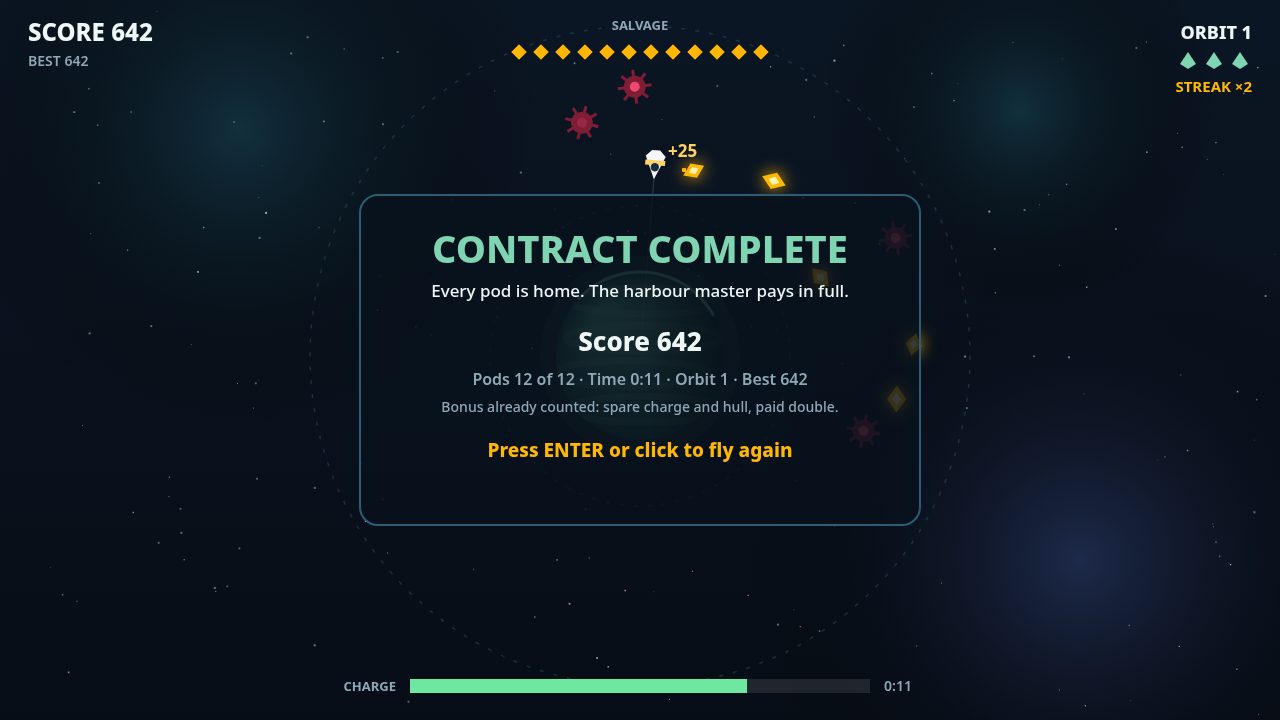 SCORE 642
BEST 642
SALVAGE
ORBIT 1
STREAK ×2
+25
CONTRACT COMPLETE
Every pod is home. The harbour master pays in full.
Score 642
Pods 12 of 12 · Time 0:11 · Orbit 1 · Best 642
Bonus already counted: spare charge and hull, paid double.
Press ENTER or click to fly again
CHARGE
0:11